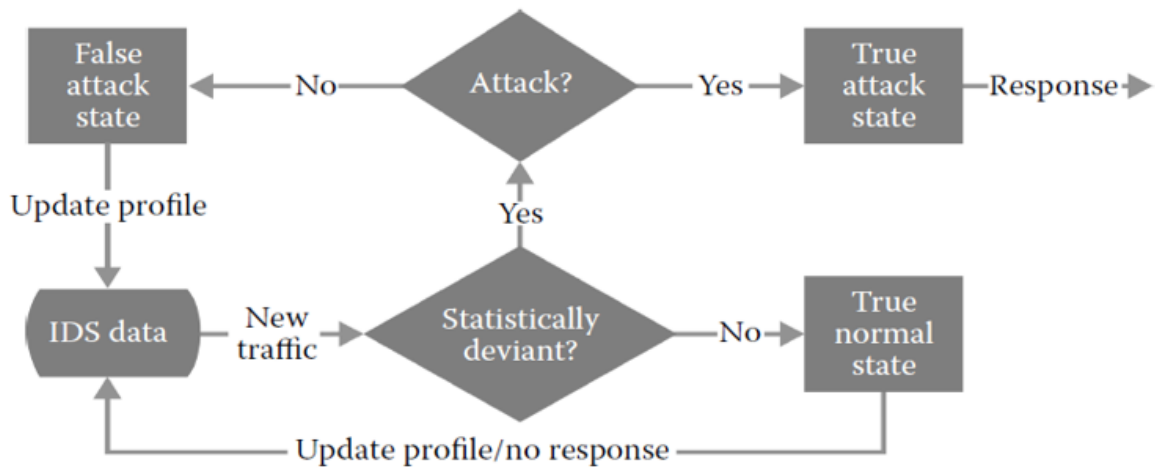 False
attack
state
No
Attack?
Yes
True
attack
state
Response
Update profile
Yes
IDS data
New
traffic
Statistically
deviant?
No
True
normal
state
Update profile/no response